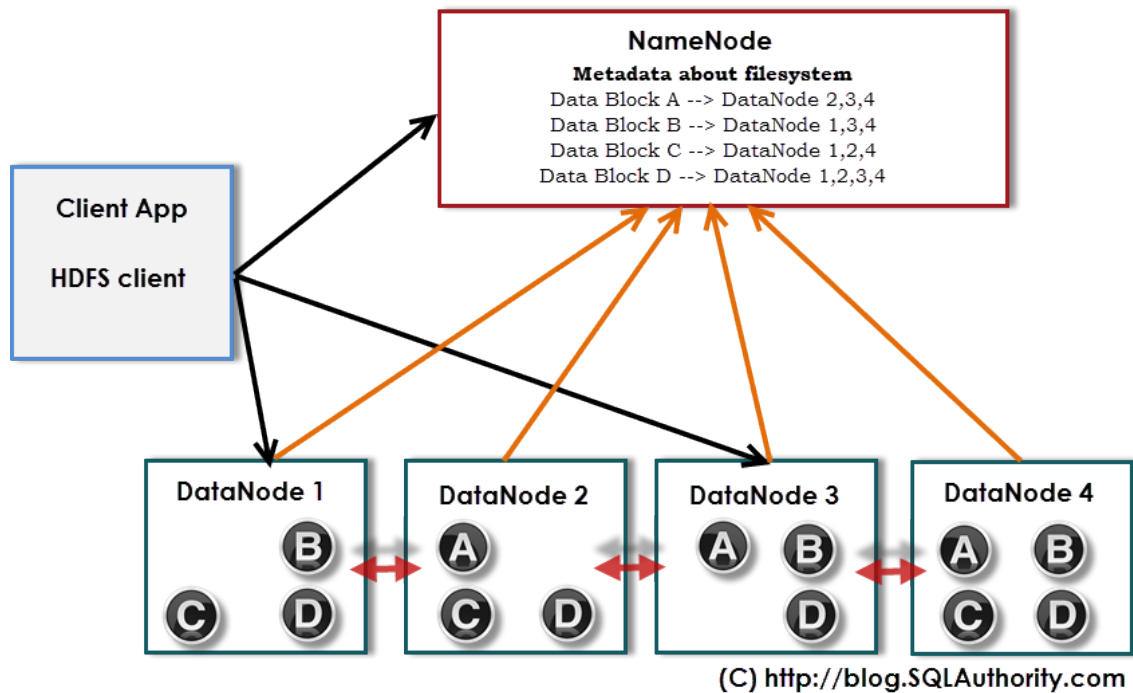 NameNode
Metadata about filesystem
Data Block A --> DataNode 2,3,4
Data Block B --> DataNode 1,3,4
Data Block C --> DataNode 1,2,4
Data Block D --> DataNode 1,2,3,4
Client App
HDFS client
DataNode 1
B
C
D
DataNode 2
A
C
D
DataNode 3
A
B
D
DataNode 4
A
B
C
D
(C) http://blog.SQLAuthority.com